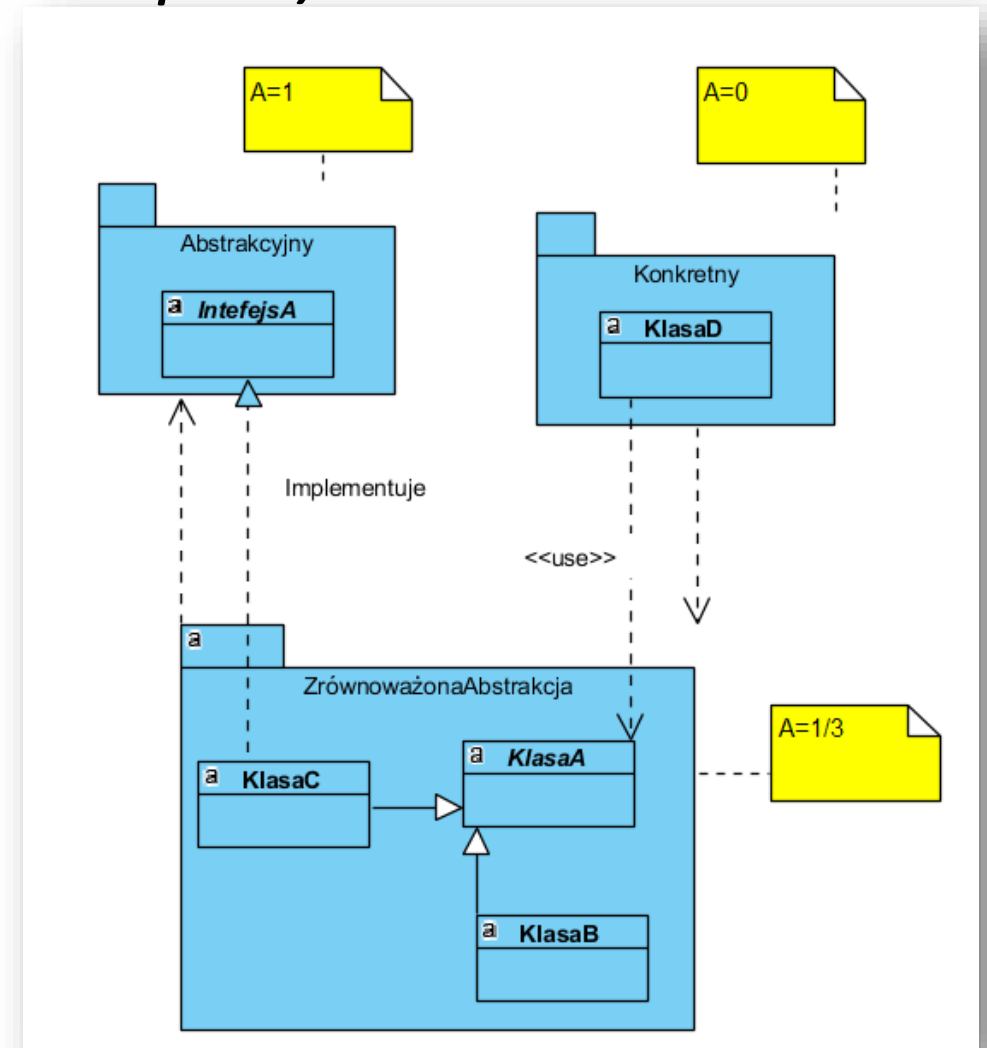 A=1
A=0
Abstrakcyjny
a IntefejsA
Konkretny
a KlasaD
Implementuje
<<use>>
a
ZrównoważonaAbstrakcja
a KlasaC
a KlasaA
A=1/3
a KlasaB